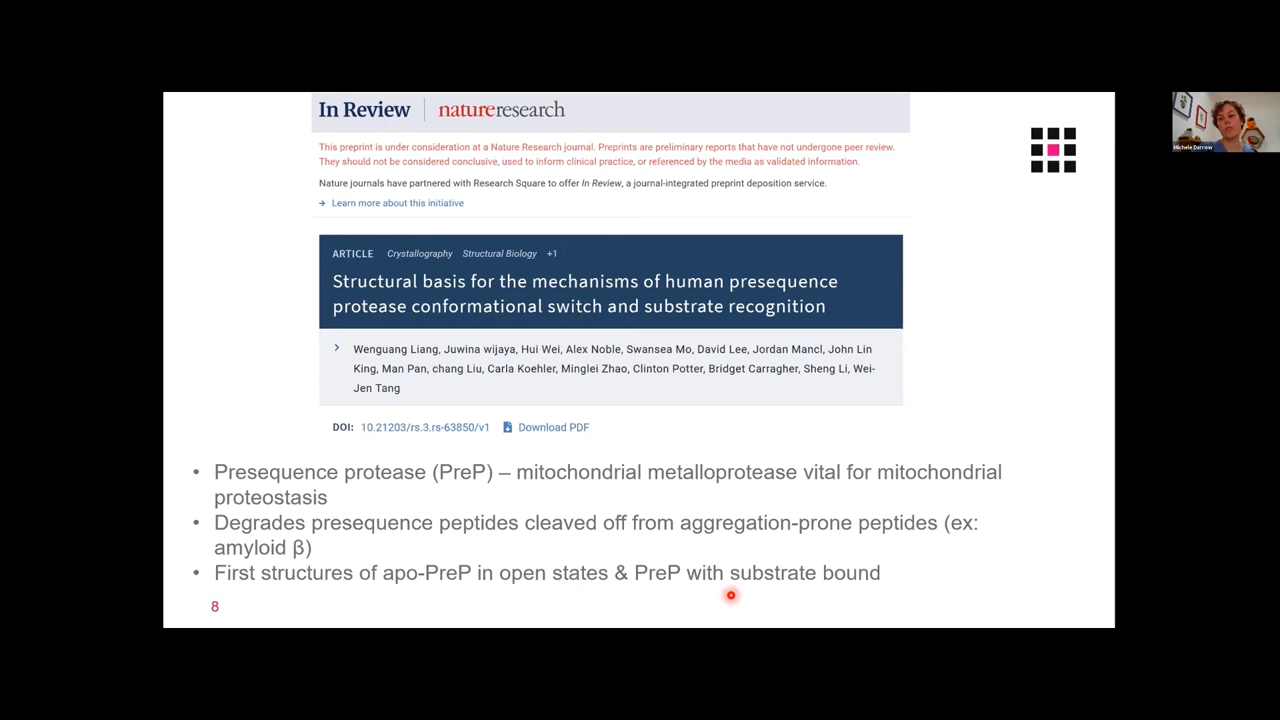 In Review | natureresearch
This preprint is under consideration at a Nature Research journal. Preprints are preliminary reports that have not undergone peer review.
They should not be considered conclusive, used to inform clinical practice, or referenced by the media as validated information.
Nature journals have partnered with Research Square to offer In Review, a journal-integrated preprint deposition service.
→ Learn more about this initiative
ARTICLE Crystallography Structural Biology +1
Structural basis for the mechanisms of human presequence
protease conformational switch and substrate recognition
Wenguang Liang, Juwina wijaya, Hui Wei, Alex Noble, Swansea Mo, David Lee, Jordan Mancl, John Lin
King, Man Pan, chang Liu, Carla Koehler, Minglei Zhao, Clinton Potter, Bridget Carragher, Sheng Li, Wei-
Jen Tang
DOI: 10.21203/rs.3.rs-63850/v1 Download PDF
• Presequence protease (PreP) – mitochondrial metalloprotease vital for mitochondrial
proteostasis
• Degrades presequence peptides cleaved off from aggregation-prone peptides (ex:
amyloid β)
• First structures of apo-PreP in open states & PreP with substrate bound
8
Michele Darrow